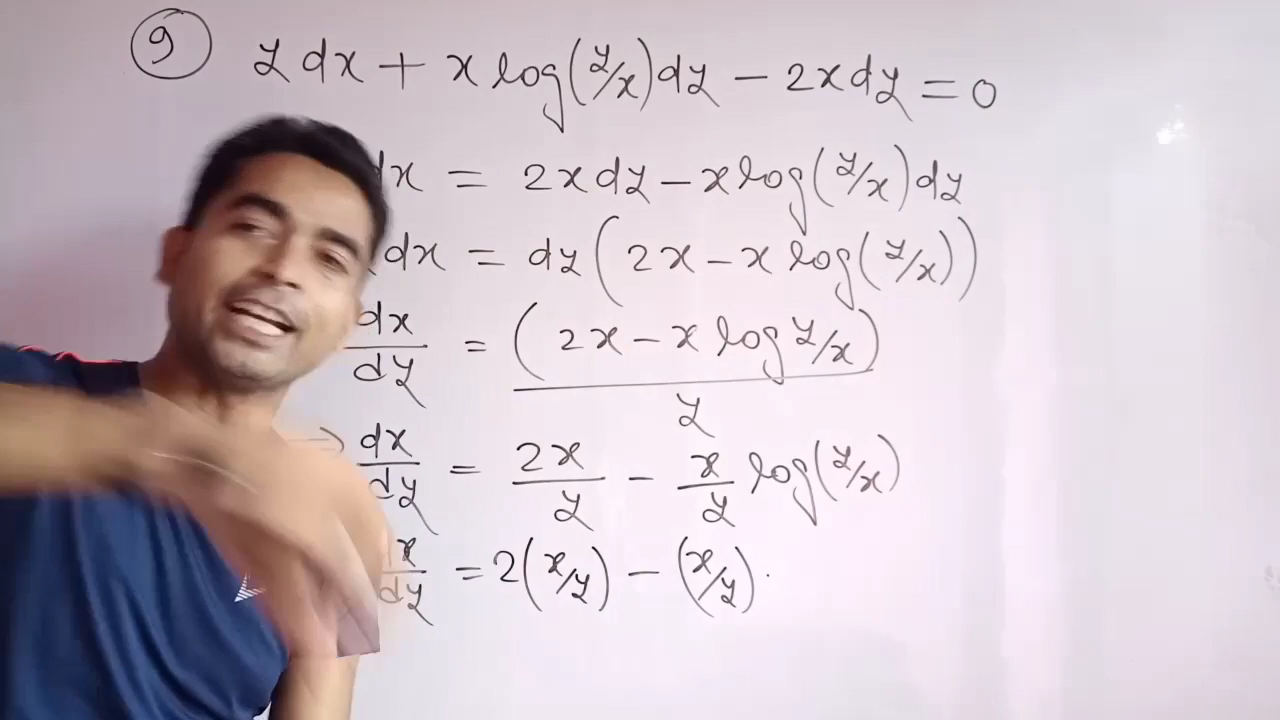 9 y dx + x log(y/x) dy - 2x dy = 0
dx = 2x dy - x log(y/x) dy
dx = dy (2x - x log(y/x))
dx/dy = (2x - x log y/x)/y
⇒ dx/dy = 2x/y - x/y log(y/x)
x/dy = 2(x/y) - (x/y).